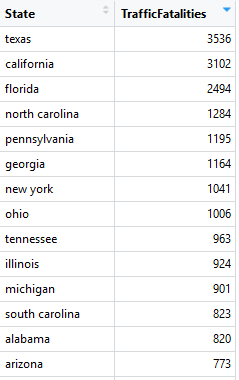 State TrafficFatalities
texas 3536
california 3102
florida 2494
north carolina 1284
pennsylvania 1195
georgia 1164
new york 1041
ohio 1006
tennessee 963
illinois 924
michigan 901
south carolina 823
alabama 820
arizona 773